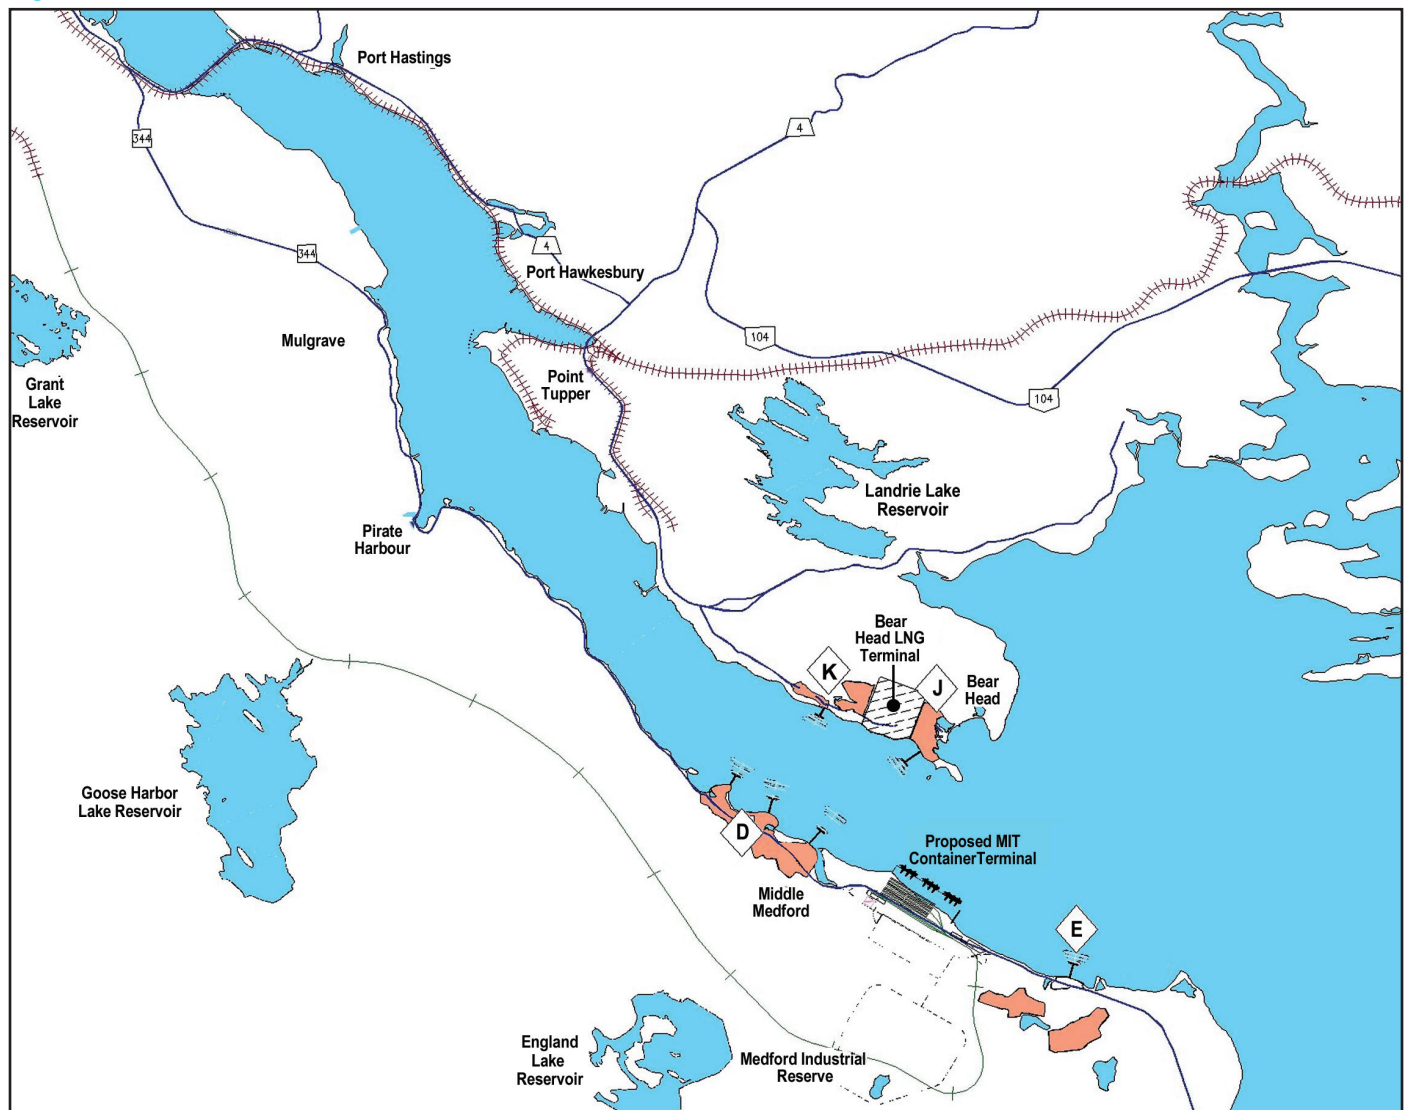 Port Hastings
4
344
4
344
Port Hawkesbury
104
Mulgrave
Point
Tupper
Grant
Lake
Reservoir
104
Landrie Lake
Reservoir
Pirate
Harbour
Bear
Head LNG
Terminal
K
J
Bear
Head
Goose Harbor
Lake Reservoir
D
Proposed MIT
ContainerTerminal
Middle
Medford
E
England
Lake
Reservoir
Medford Industrial
Reserve